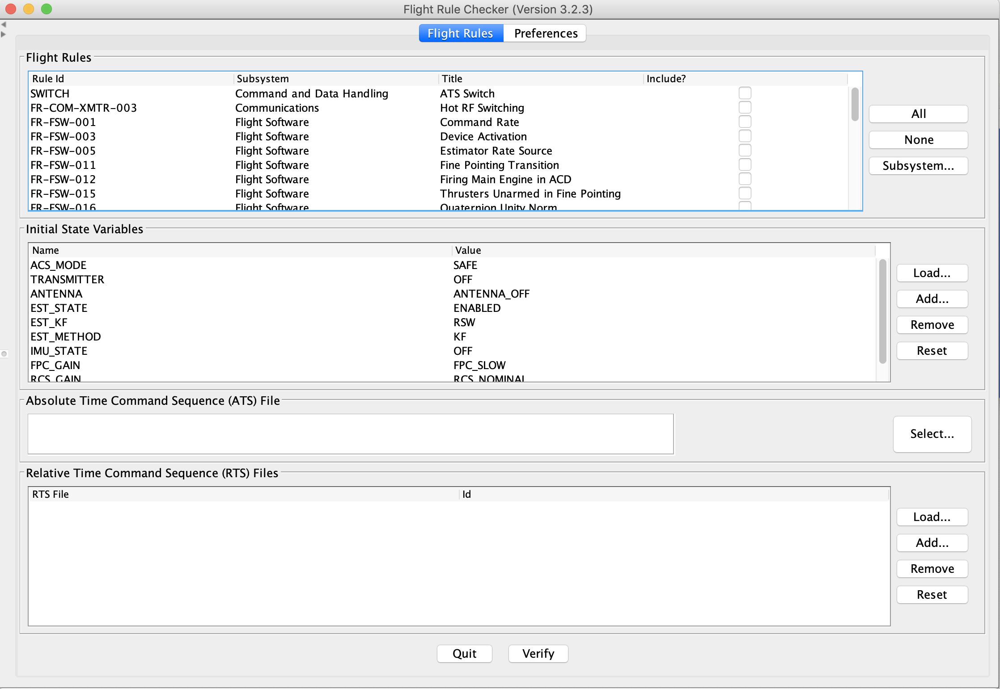 Flight Rule Checker (Version 3.2.3)
Flight Rules Preferences
Flight Rules
Rule Id Subsystem Title Include?
SWITCH Command and Data Handling ATS Switch
FR-COM-XMTR-003 Communications Hot RF Switching
FR-FSW-001 Flight Software Command Rate
FR-FSW-003 Flight Software Device Activation
FR-FSW-005 Flight Software Estimator Rate Source
FR-FSW-011 Flight Software Fine Pointing Transition
FR-FSW-012 Flight Software Firing Main Engine in ACD
FR-FSW-015 Flight Software Thrusters Unarmed in Fine Pointing
FR-FSW-016 Flight Software Quaternion Unity Norm
All
None
Subsystem...
Initial State Variables
Name Value
ACS_MODE SAFE
TRANSMITTER OFF
ANTENNA ANTENNA_OFF
EST_STATE ENABLED
EST_KF RSW
EST_METHOD KF
IMU_STATE OFF
FPC_GAIN FPC_SLOW
RCS_GAIN RCS_NOMINAL
Load...
Add...
Remove
Reset
Absolute Time Command Sequence (ATS) File
Select...
Relative Time Command Sequence (RTS) Files
RTS File Id
Load...
Add...
Remove
Reset
Quit Verify